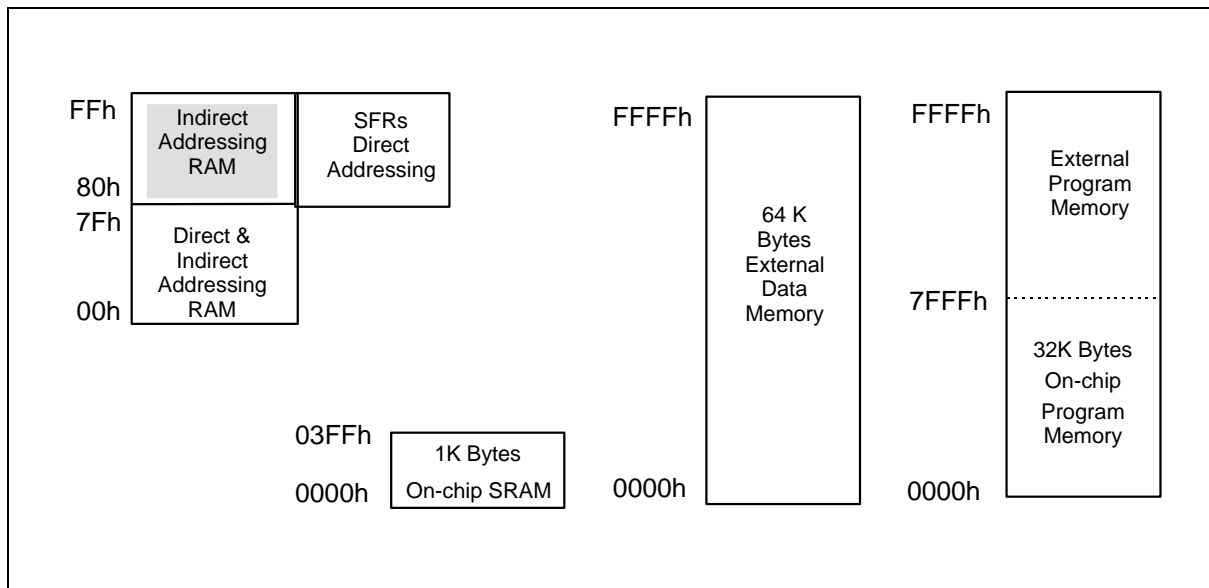 FFh
Indirect
Addressing
RAM
80h
SFRs
Direct
Addressing
7Fh
Direct &
Indirect
Addressing
RAM
00h
03FFh
1K Bytes
On-chip SRAM
0000h
FFFFh
64 K
Bytes
External
Data
Memory
0000h
FFFFh
External
Program
Memory
7FFFh
32K Bytes
On-chip
Program
Memory
0000h